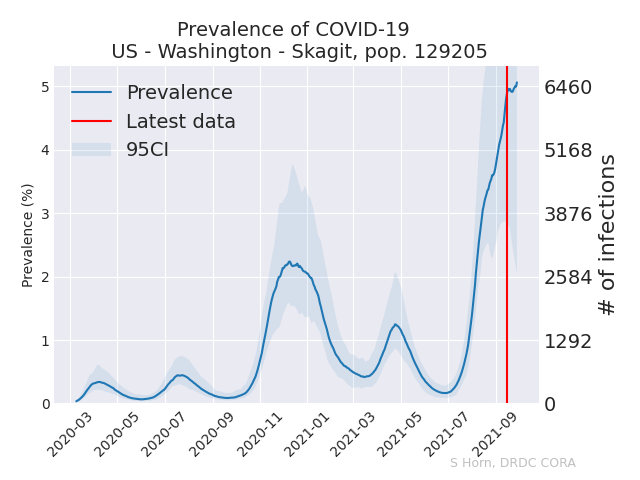 Prevalence of COVID-19
US - Washington - Skagit, pop. 129205
Prevalence
Latest data
95CI
Prevalence (%)
5
4
3
2
1
0
6460
5168
3876
2584
1292
0
# of infections
2020-03
2020-05
2020-07
2020-09
2020-11
2021-01
2021-03
2021-05
2021-07
2021-09
S Horn, DRDC CORA